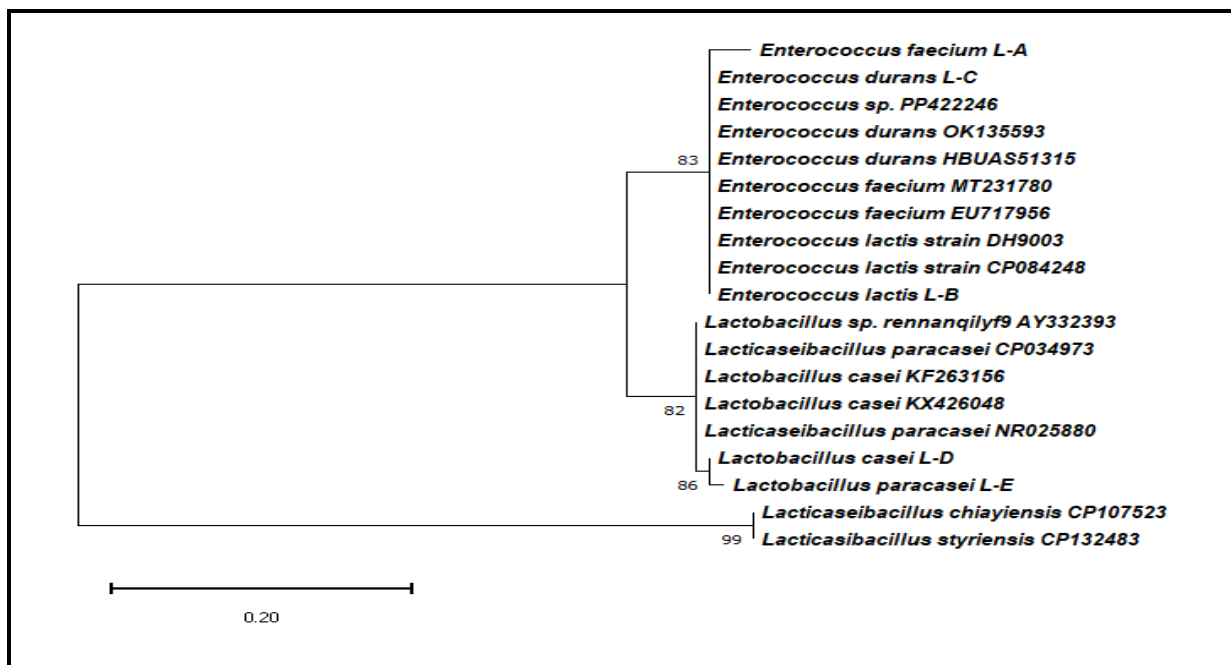 Enterococcus faecium L-A
Enterococcus durans L-C
Enterococcus sp. PP422246
Enterococcus durans OK135593
83
Enterococcus durans HBUAS51315
Enterococcus faecium MT231780
Enterococcus faecium EU717956
Enterococcus lactis strain DH9003
Enterococcus lactis strain CP084248
Enterococcus lactis L-B
Lactobacillus sp. rennanqilyf9 AY332393
Lacticaseibacillus paracasei CP034973
Lactobacillus casei KF263156
Lactobacillus casei KX426048
82
Lacticaseibacillus paracasei NR025880
Lactobacillus casei L-D
86
Lactobacillus paracasei L-E
Lacticaseibacillus chiayiensis CP107523
99
Lacticasibacillus styriensis CP132483
0.20